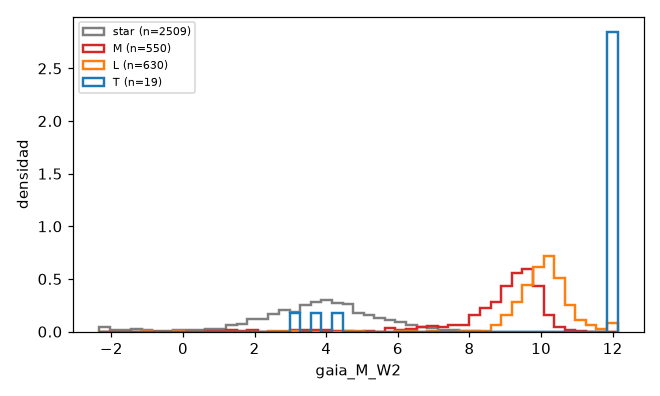 star (n=2509)
M (n=550)
L (n=630)
T (n=19)
densidad
2.5
2.0
1.5
1.0
0.5
0.0
−2 0 2 4 6 8 10 12
gaia_M_W2